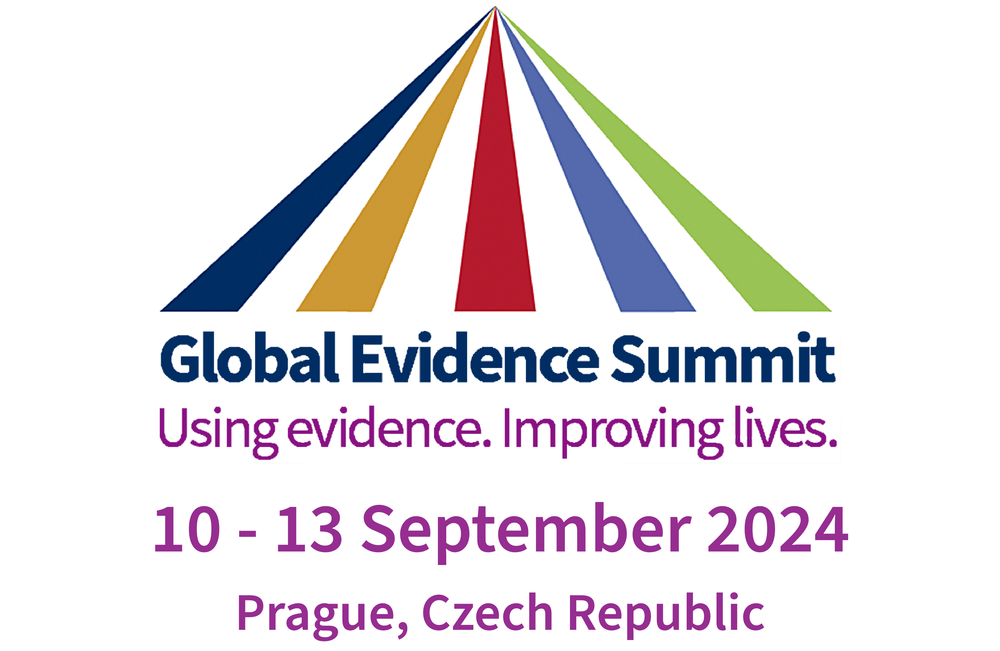 Global Evidence Summit
Using evidence. Improving lives.
10 - 13 September 2024
Prague, Czech Republic